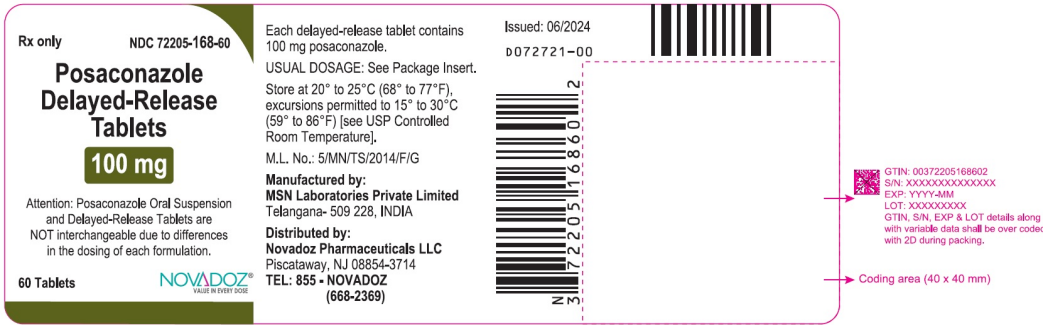 Rx only
NDC 72205-168-60
Posaconazole
Delayed-Release
Tablets
100 mg
Attention: Posaconazole Oral Suspension
and Delayed-Release Tablets are
NOT interchangeable due to differences
in the dosing of each formulation.
60 Tablets
NOVADOZ®
VALUE IN EVERY DOSE
Each delayed-release tablet contains
100 mg posaconazole.
USUAL DOSAGE: See Package Insert.
Store at 20° to 25°C (68° to 77°F),
excursions permitted to 15° to 30°C
(59° to 86°F) [see USP Controlled
Room Temperature].
M.L. No.: 5/MN/TS/2014/F/G
Manufactured by:
MSN Laboratories Private Limited
Telangana- 509 228, INDIA
Distributed by:
Novadoz Pharmaceuticals LLC
Piscataway, NJ 08854-3714
TEL: 855 - NOVADOZ
(668-2369)
Issued: 06/2024
D072721-00
N
3 72205 16860 2
GTIN: 00372205168602
S/N: XXXXXXXXXXXXXX
EXP: YYYY-MM
LOT: XXXXXXXXX
GTIN, S/N, EXP & LOT details along
with variable data shall be over coded
with 2D during packing.
Coding area (40 x 40 mm)